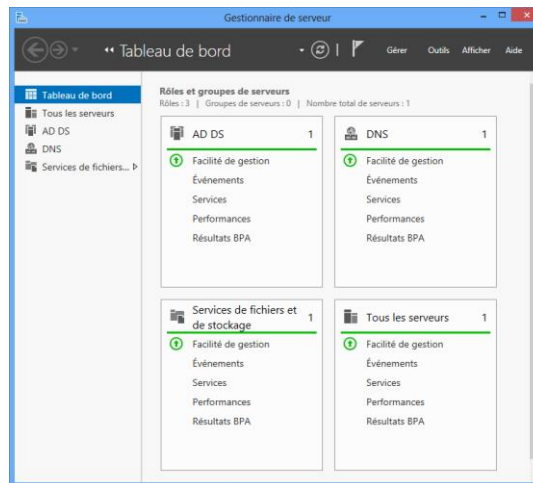 Gestionnaire de serveur
Tableau de bord
Gérer Outils Afficher Aide
Tableau de bord
Tous les serveurs
AD DS
DNS
Services de fichiers...
Rôles et groupes de serveurs
Rôles : 3 | Groupes de serveurs : 0 | Nombre total de serveurs : 1
AD DS 1
Facilité de gestion
Événements
Services
Performances
Résultats BPA
DNS 1
Facilité de gestion
Événements
Services
Performances
Résultats BPA
Services de fichiers et
de stockage 1
Facilité de gestion
Événements
Services
Performances
Résultats BPA
Tous les serveurs 1
Facilité de gestion
Événements
Services
Performances
Résultats BPA